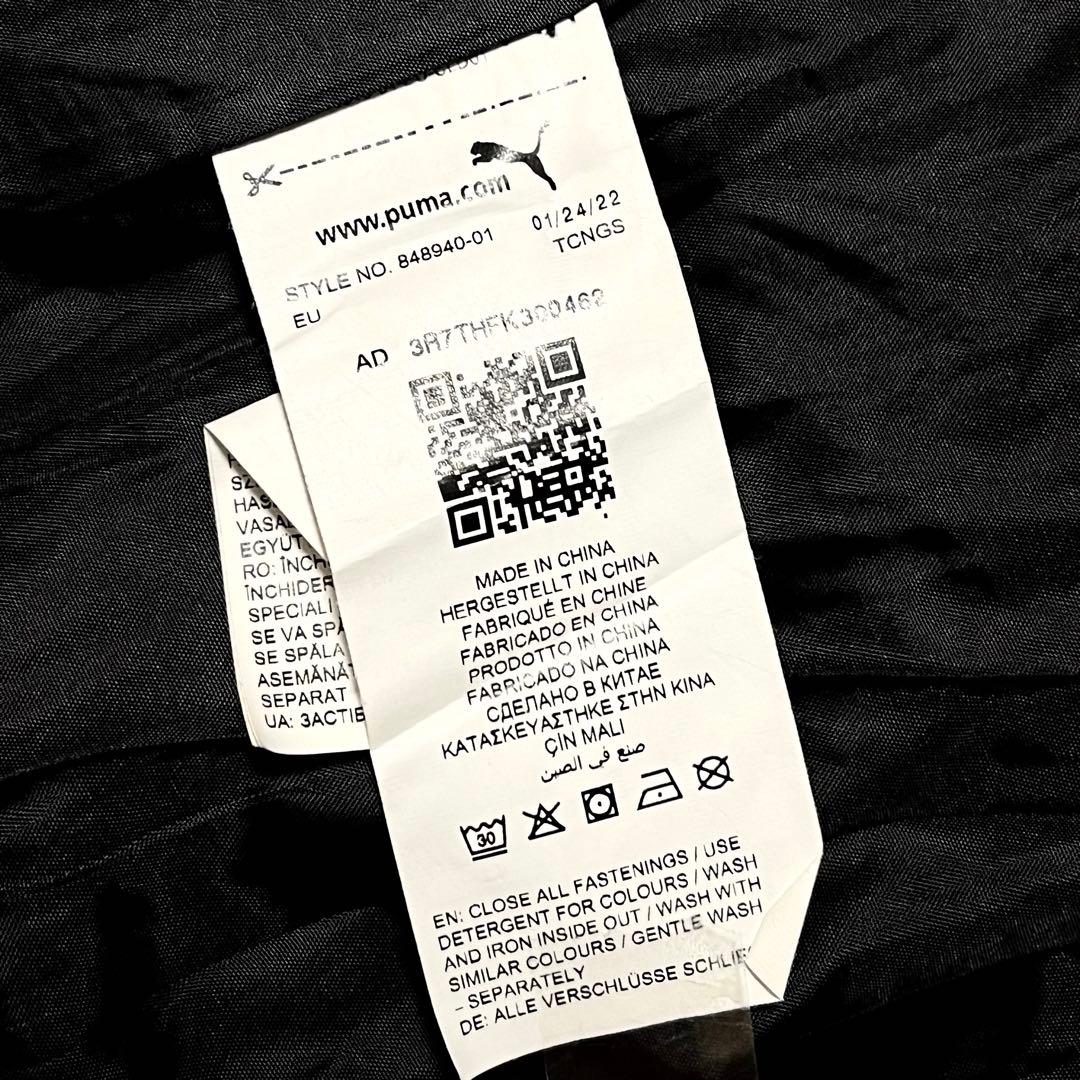 www.puma.com
STYLE NO. 848940-01 01/24/22
EU TCNGS
AD 3R7THFK300462
MADE IN CHINA
HERGESTELLT IN CHINA
FABRIQUÉ EN CHINE
FABRICADO EN CHINA
PRODOTTO IN CHINA
FABRICADO NA CHINA
СДЕЛАНО В КИТАЕ
ΚΑΤΑΣΚΕΥΑΣΤΗΚΕ ΣΤΗΝ ΚΙΝΑ
ÇİN MALI
صنع في الصين
30
EN: CLOSE ALL FASTENINGS / USE
DETERGENT FOR COLOURS / WASH
AND IRON INSIDE OUT / WASH WITH
SIMILAR COLOURS / GENTLE WASH
– SEPARATELY
DE: ALLE VERSCHLÜSSE SCHLIE
SZ
HAS
VASAL
EGYÜT
RO: ÎNCH
ÎNCHIDER
SPECIALI
SE VA SPĂ
SE SPĂLA
ASEMĂNĂT
SEPARAT
UA: ЗАСТІБ